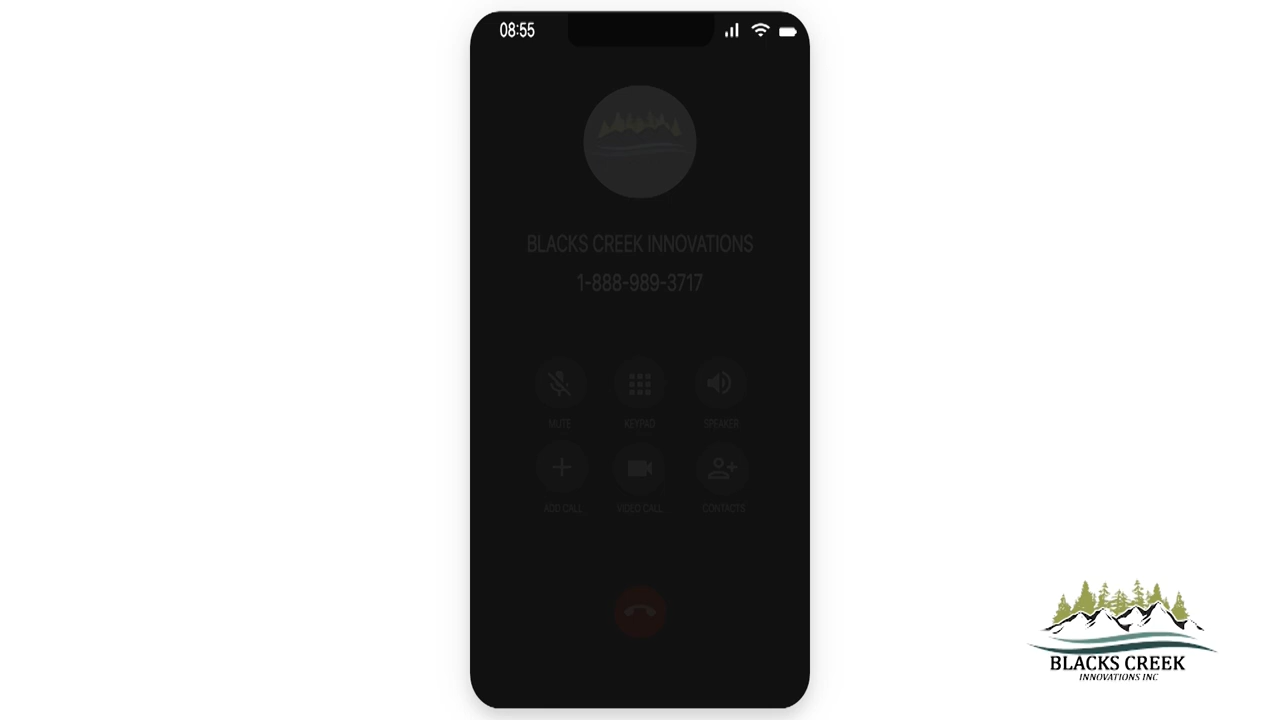 08:55
BLACKS CREEK INNOVATIONS
1-888-989-3717
MUTE
KEYPAD
SPEAKER
ADD CALL
VIDEO CALL
CONTACTS
BLACKS CREEK
INNOVATIONS INC